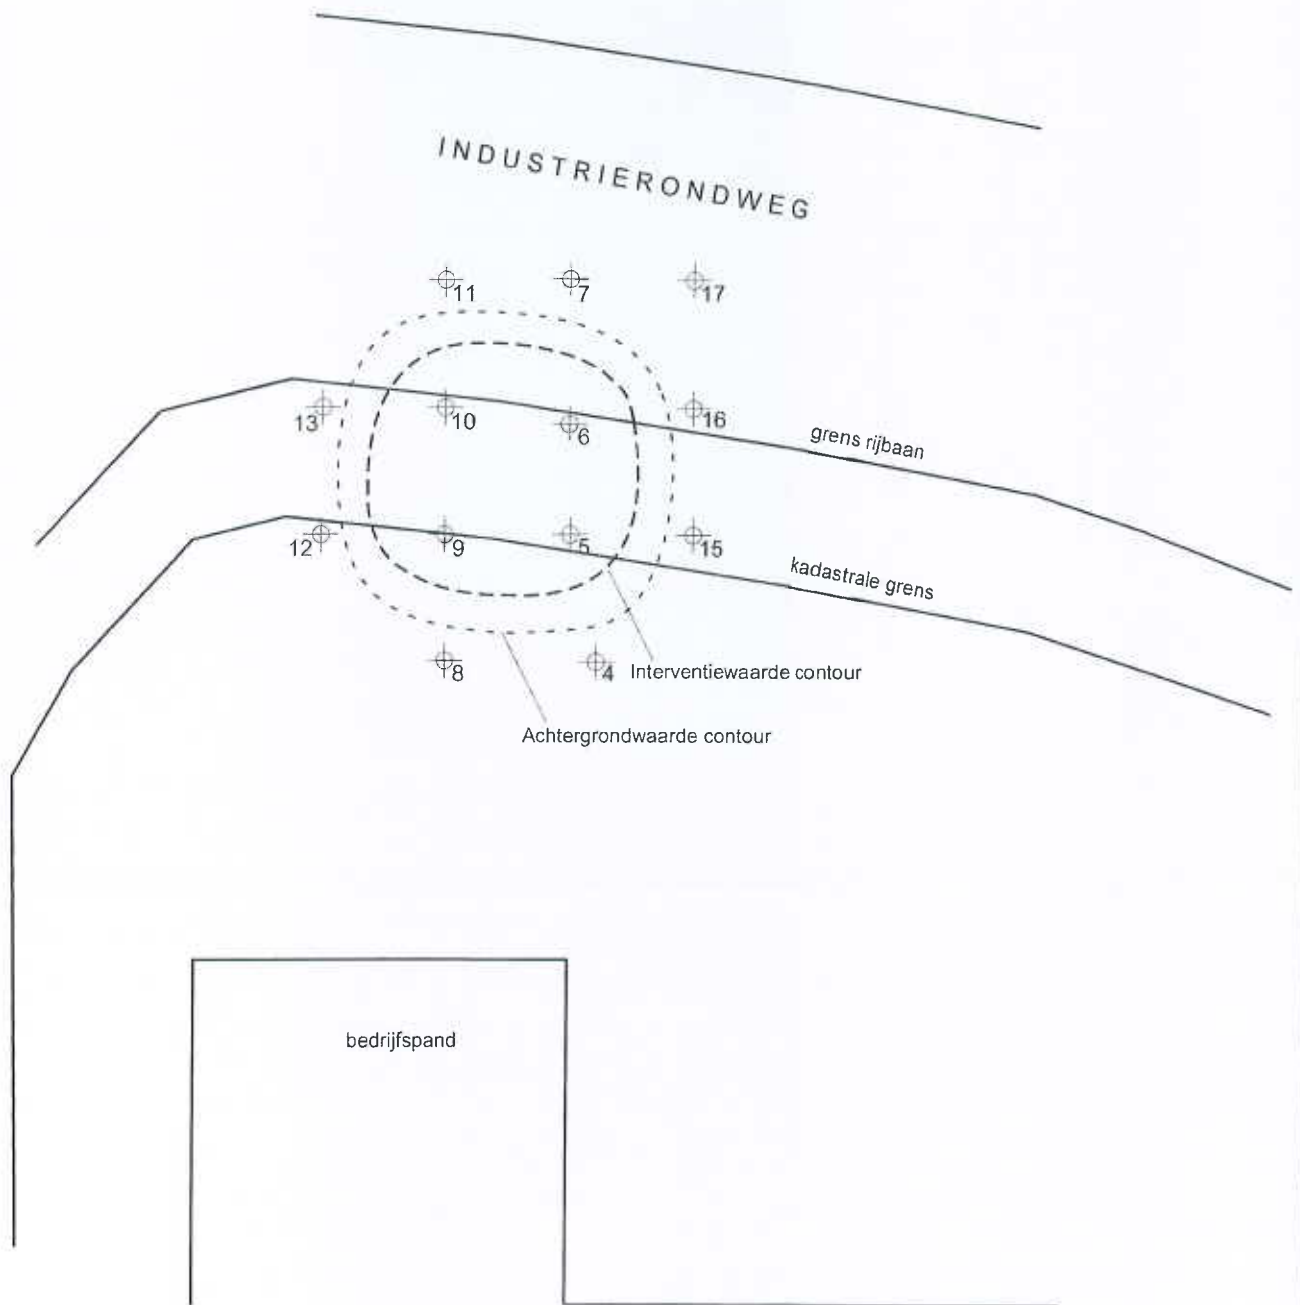 INDUSTRIERONDWEG
11
7
17
13
10
6
16
grens rijbaan
12
9
5
15
kadastrale grens
8
4
Interventiewaarde contour
Achtergrondwaarde contour
bedrijfspand